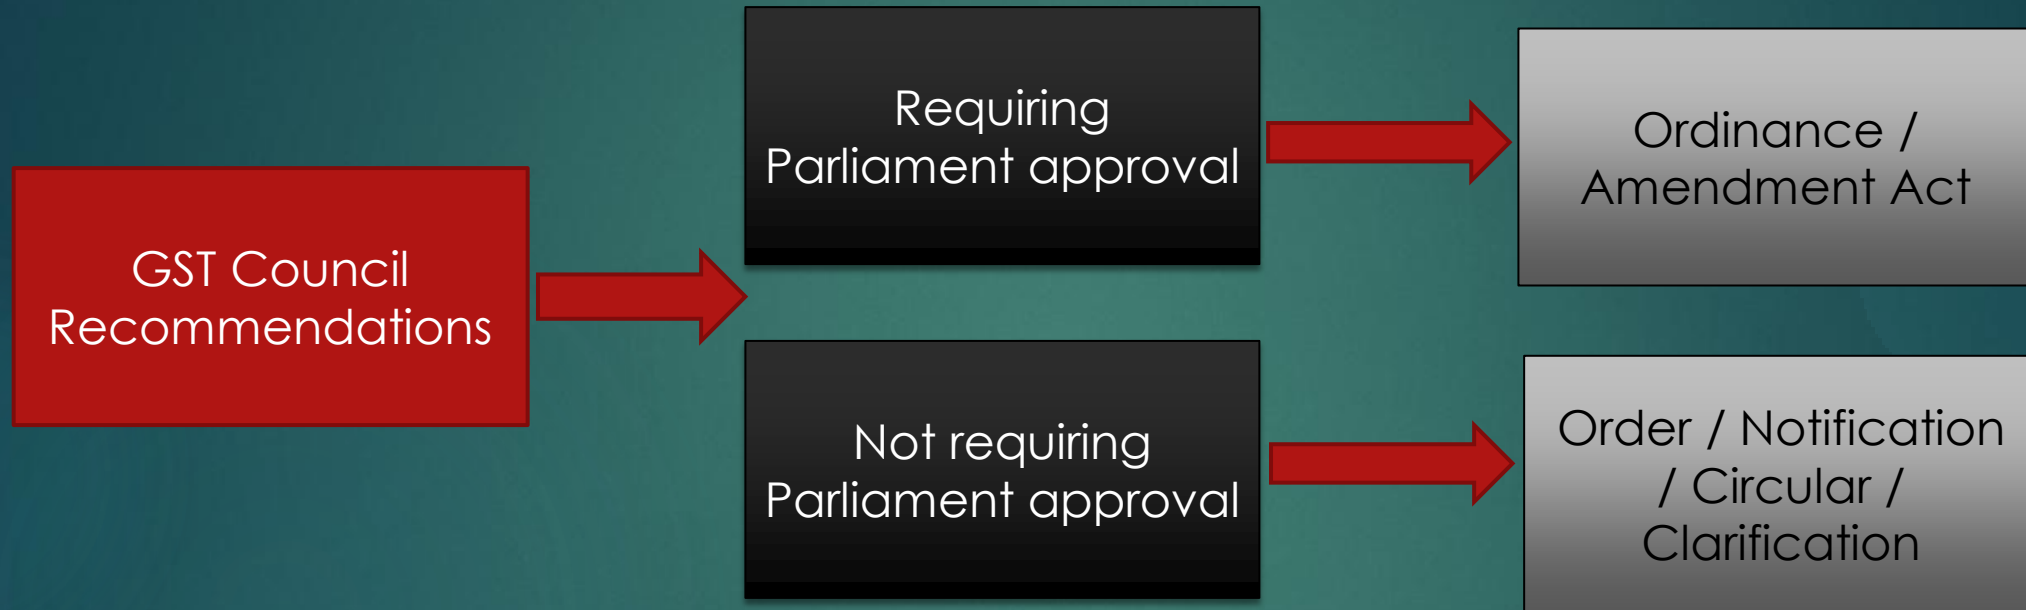 GST Council
Recommendations
Requiring
Parliament approval
Ordinance /
Amendment Act
Not requiring
Parliament approval
Order / Notification
/ Circular /
Clarification